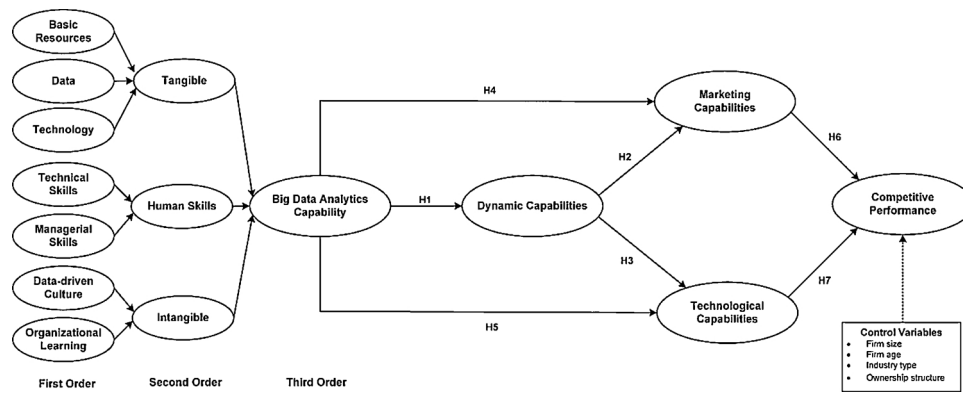 Basic
Resources
Data
Technology
Technical
Skills
Managerial
Skills
Data-driven
Culture
Organizational
Learning
First Order
Tangible
Human Skills
Intangible
Second Order
Big Data Analytics
Capability
Third Order
H4
H1
H5
Dynamic Capabilities
H2
H3
Marketing
Capabilities
Technological
Capabilities
H6
H7
Competitive
Performance
Control Variables
• Firm size
• Firm age
• Industry type
• Ownership structure